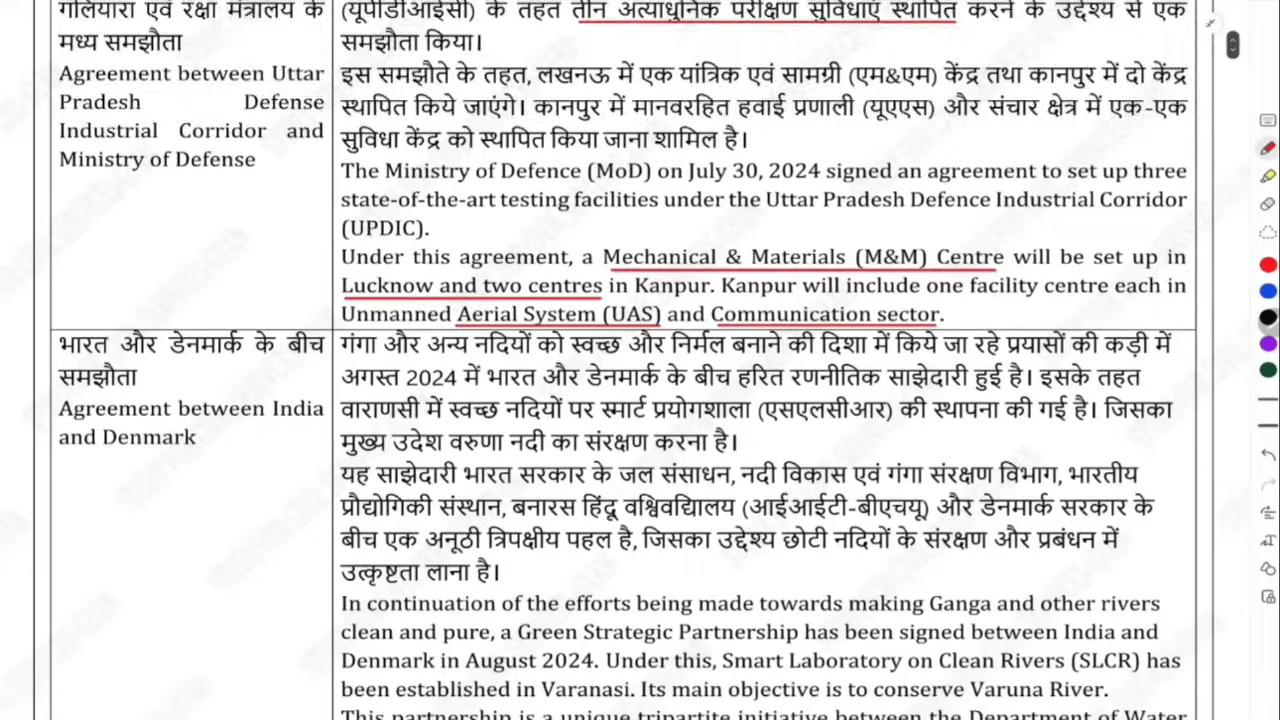 गलियारा एवं रक्षा मंत्रालय के
मध्य समझौता
Agreement between Uttar
Pradesh Defense
Industrial Corridor and
Ministry of Defense
(यूपीडीआईसी) के तहत तीन अत्याधुनिक परीक्षण सुविधाएं स्थापित करने के उद्देश्य से एक
समझौता किया।
इस समझौते के तहत, लखनऊ में एक यांत्रिक एवं सामग्री (एम&एम) केंद्र तथा कानपुर में दो केंद्र
स्थापित किये जाएंगे। कानपुर में मानवरहित हवाई प्रणाली (यूएएस) और संचार क्षेत्र में एक-एक
सुविधा केंद्र को स्थापित किया जाना शामिल है।
The Ministry of Defence (MoD) on July 30, 2024 signed an agreement to set up three
state-of-the-art testing facilities under the Uttar Pradesh Defence Industrial Corridor
(UPDIC).
Under this agreement, a Mechanical & Materials (M&M) Centre will be set up in
Lucknow and two centres in Kanpur. Kanpur will include one facility centre each in
Unmanned Aerial System (UAS) and Communication sector.
भारत और डेनमार्क के बीच
समझौता
Agreement between India
and Denmark
गंगा और अन्य नदियों को स्वच्छ और निर्मल बनाने की दिशा में किये जा रहे प्रयासों की कड़ी में
अगस्त 2024 में भारत और डेनमार्क के बीच हरित रणनीतिक साझेदारी हुई है। इसके तहत
वाराणसी में स्वच्छ नदियों पर स्मार्ट प्रयोगशाला (एसएलसीआर) की स्थापना की गई है। जिसका
मुख्य उदेश वरुणा नदी का संरक्षण करना है।
यह साझेदारी भारत सरकार के जल संसाधन, नदी विकास एवं गंगा संरक्षण विभाग, भारतीय
प्रौद्योगिकी संस्थान, बनारस हिंदू वश्विवद्यिालय (आईआईटी-बीएचयू) और डेनमार्क सरकार के
बीच एक अनूठी त्रिपक्षीय पहल है, जिसका उद्देश्य छोटी नदियों के संरक्षण और प्रबंधन में
उत्कृष्टता लाना है।
In continuation of the efforts being made towards making Ganga and other rivers
clean and pure, a Green Strategic Partnership has been signed between India and
Denmark in August 2024. Under this, Smart Laboratory on Clean Rivers (SLCR) has
been established in Varanasi. Its main objective is to conserve Varuna River.
This partnership is a unique tripartite initiative between the Department of Water